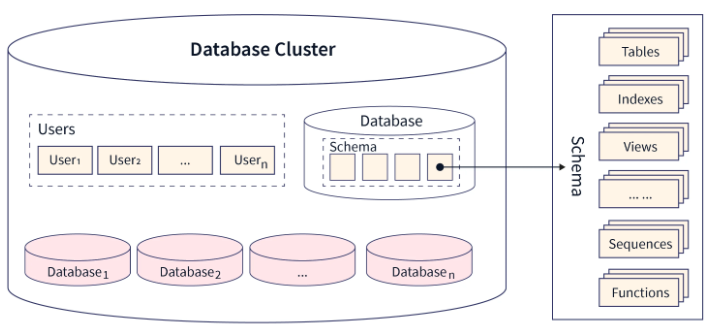 Database Cluster
Users
User₁
User₂
...
Userₙ
Database
Schema
Database₁
Database₂
...
Databaseₙ
Schema
Tables
Indexes
Views
... ...
Sequences
Functions